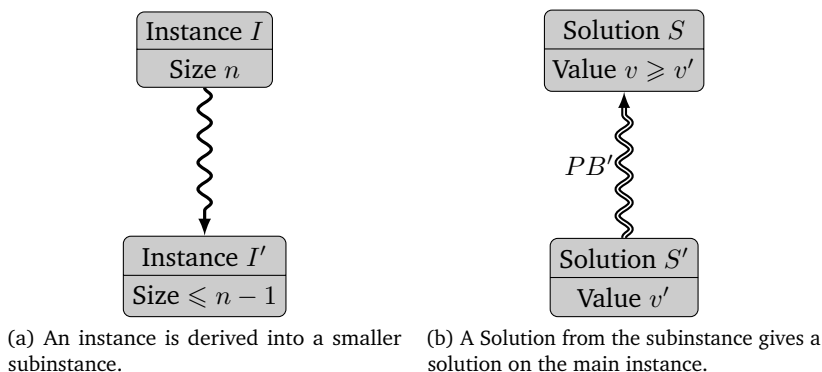 Instance I
Size n
Instance I′
Size ⩽ n − 1
(a) An instance is derived into a smaller
subinstance.
Solution S
Value v ⩾ v′
PB′
Solution S′
Value v′
(b) A Solution from the subinstance gives a
solution on the main instance.